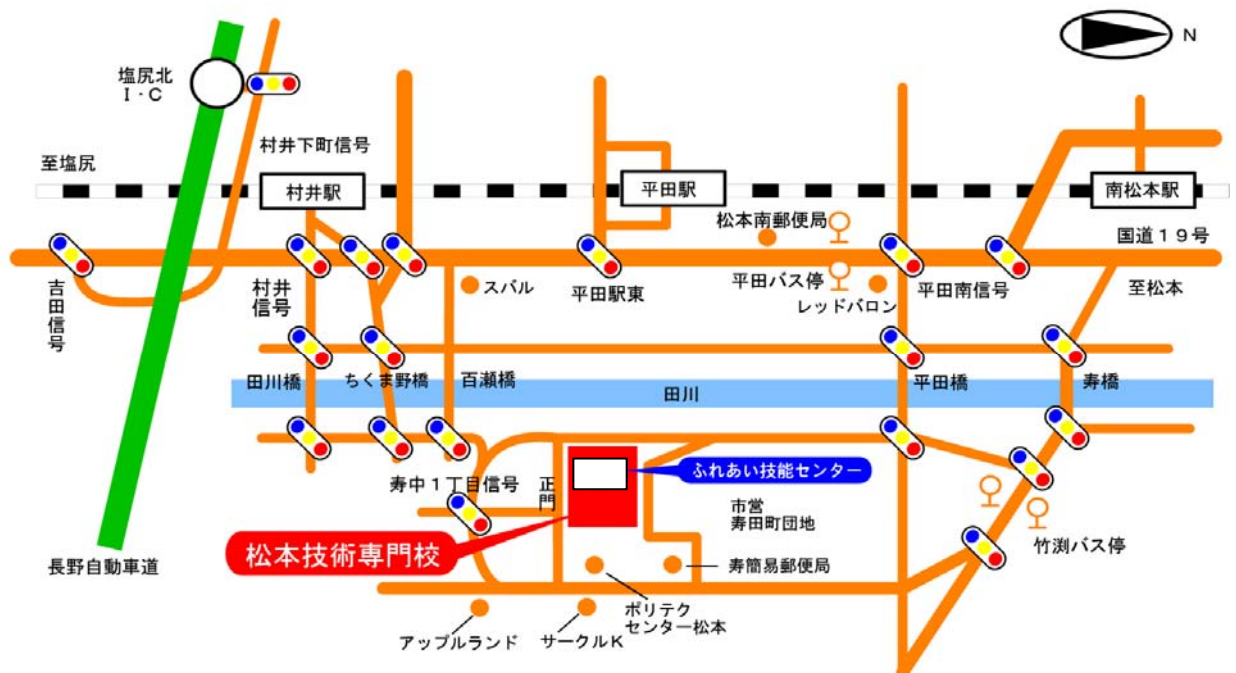 N
塩尻北
I・C
村井下町信号
至塩尻
村井駅
平田駅
南松本駅
松本南郵便局
国道19号
吉田信号
村井
信号
スバル
平田駅東
平田バス停
レッドバロン
平田南信号
至松本
田川橋
ちくま野橋
百瀬橋
田川
平田橋
寿橋
寿中1丁目信号
正門
ふれあい技能センター
市営
寿田町団地
竹渕バス停
松本技術専門校
長野自動車道
寿簡易郵便局
ポリテク
センター松本
アップルランド
サークルK